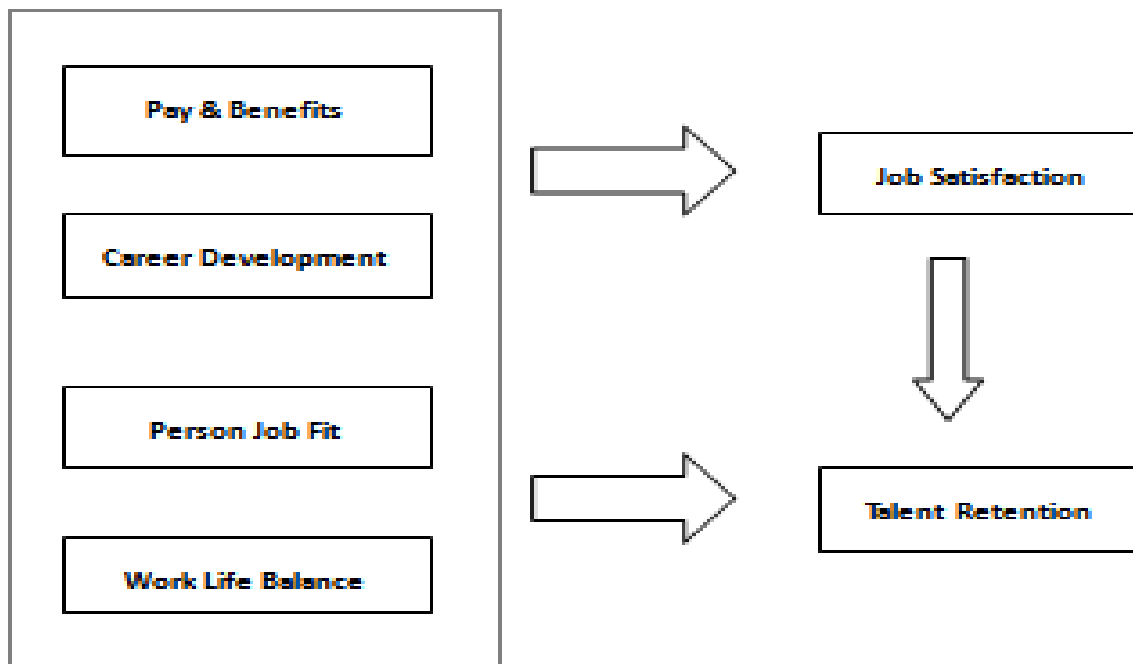 Pay & Benefits
Career Development
Person Job Fit
Work Life Balance
Job Satisfaction
Talent Retention